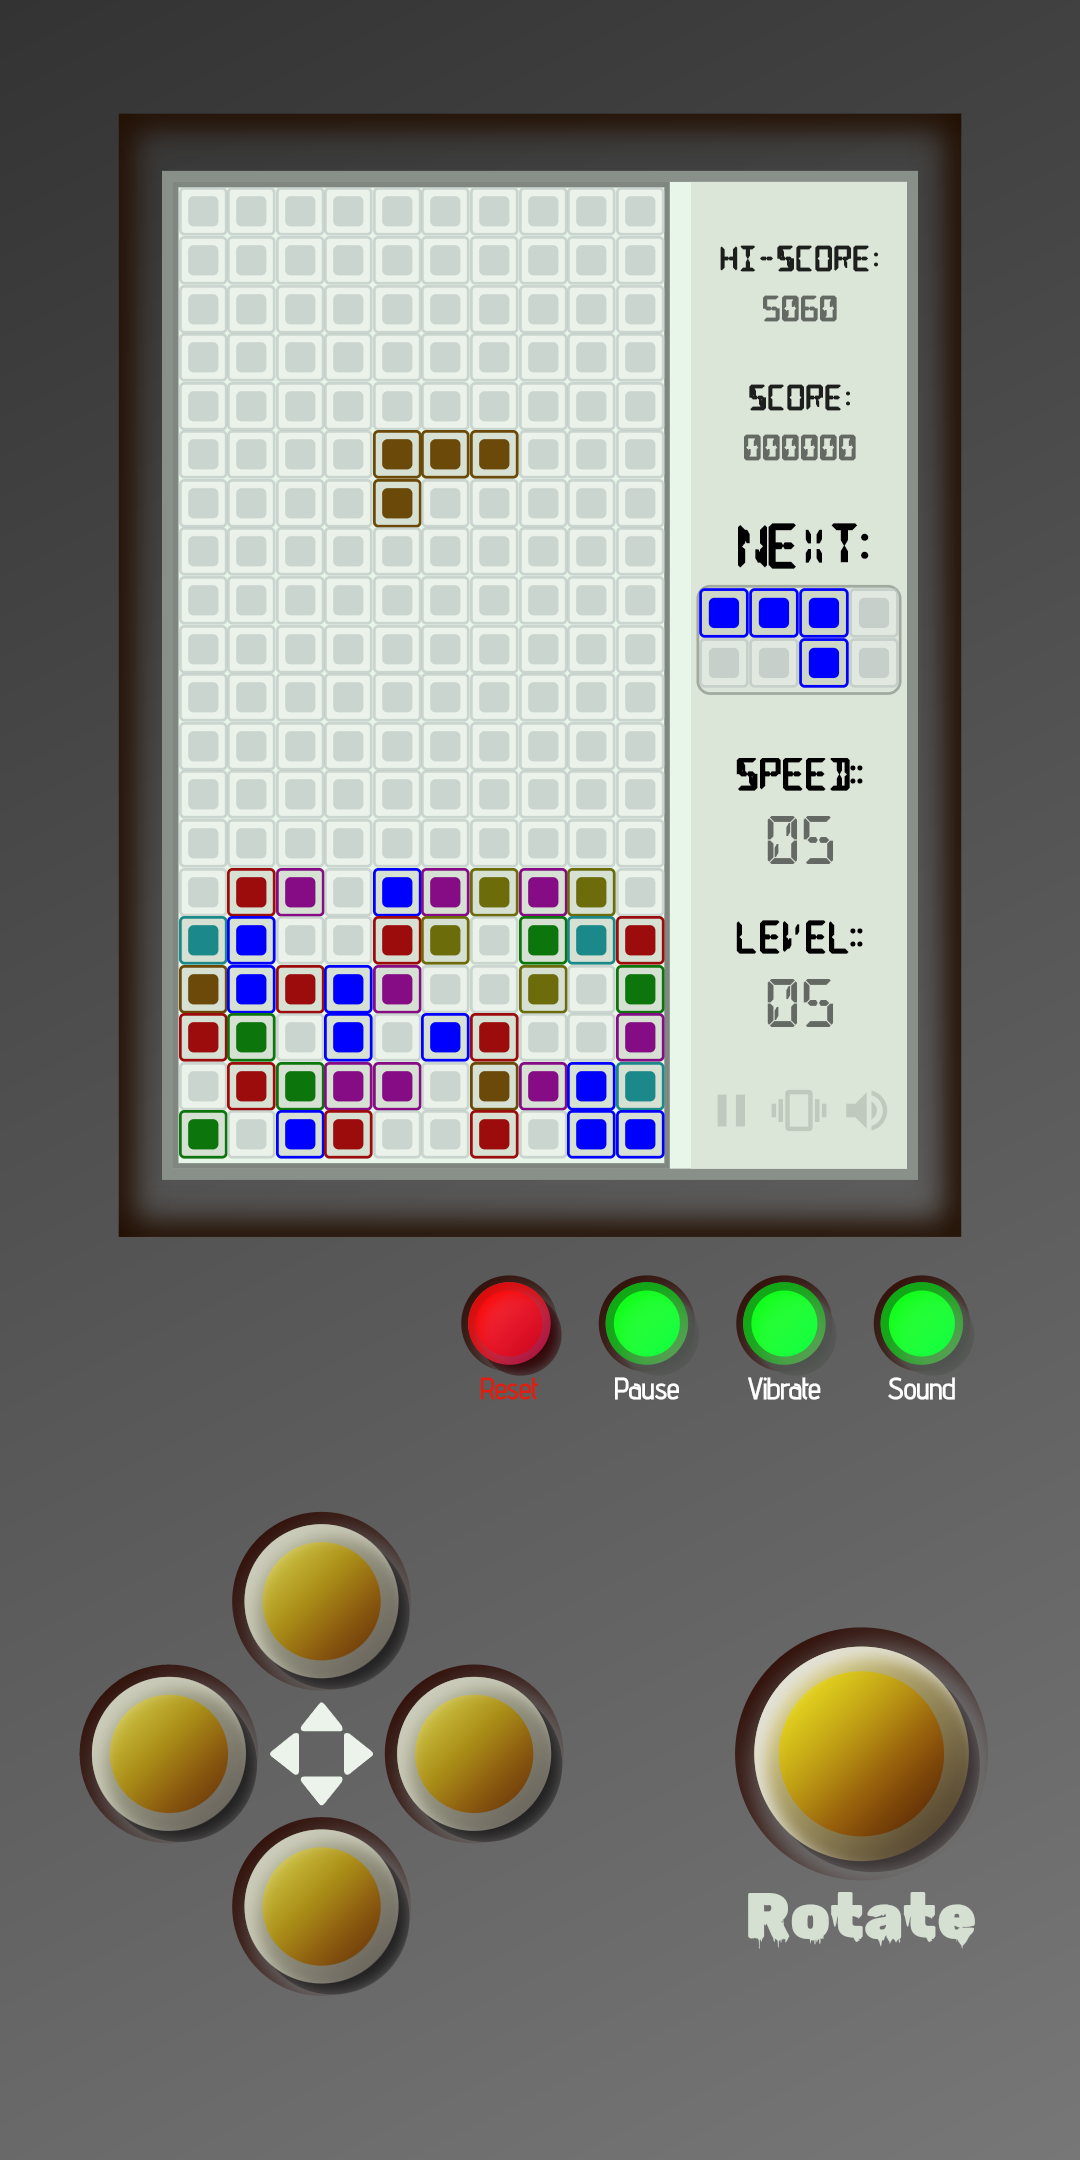 HI-SCORE:
5060
SCORE:
000000
NEXT:
SPEED::
05
LEVEL::
05
Reset
Pause
Vibrate
Sound
Rotate